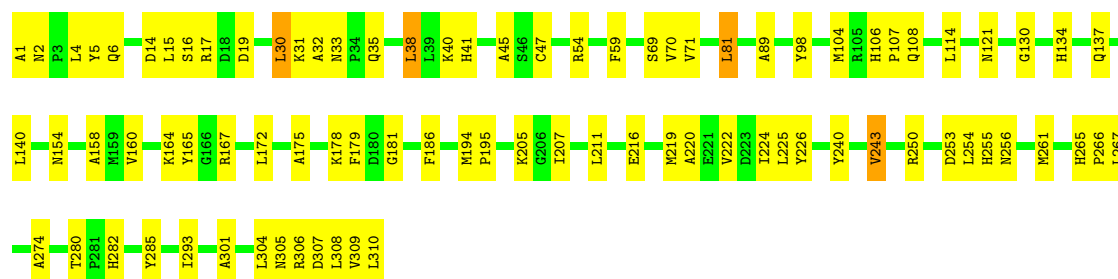 A1 N2 P3 L4 Y5 Q6 D14 L15 S16 R17 D18 D19 L30 K31 A32 N33 P34 Q35 L38 L39 K40 H41 A45 S46 C47 R54 F59 S69 V70 V71 L81 A89 Y98 M104 R105 H106 P107 Q108 L114 N121 G130 H134 Q137
L140 N154 A158 M159 V160 K164 Y165 G166 R167 L172 A175 K178 F179 D180 G181 F186 M194 P195 K205 G206 I207 L211 E216 M219 A220 E221 V222 D223 I224 L225 Y226 Y240 V243 R250 D253 L254 H255 N256 M261 H265 P266 L267
A274 T280 P281 H282 Y285 I293 A301 L304 N305 R306 D307 L308 V309 L310